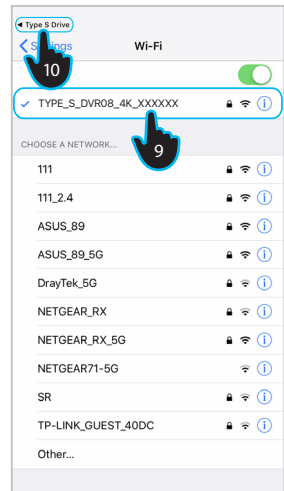 ◀ Type S Drive
Settings
Wi-Fi
10
TYPE_S_DVR08_4K_XXXXXX
9
CHOOSE A NETWORK...
111
111_2.4
ASUS_89
ASUS_89_5G
DrayTek_5G
NETGEAR_RX
NETGEAR_RX_5G
NETGEAR71-5G
SR
TP-LINK_GUEST_40DC
Other...